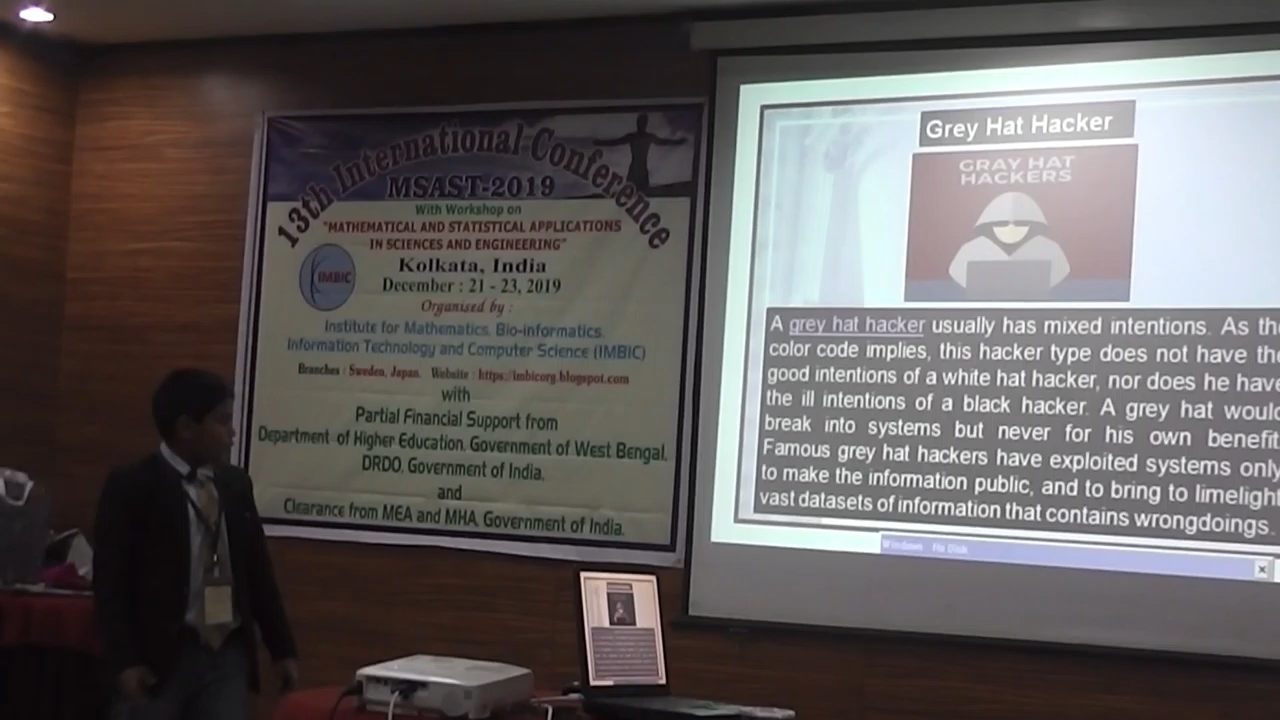 13th International Conference
MSAST-2019
With Workshop on
"MATHEMATICAL AND STATISTICAL APPLICATIONS
IN SCIENCES AND ENGINEERING"
IMBIC
Kolkata, India
December : 21 - 23, 2019
Organised by :
Institute for Mathematics, Bio-informatics,
Information Technology and Computer Science (IMBIC)
Branches : Sweden, Japan. Website : https://imbicorg.blogspot.com
with
Partial Financial Support from
Department of Higher Education, Government of West Bengal,
DRDO, Government of India,
and
Clearance from MEA and MHA, Government of India.
Grey Hat Hacker
GRAY HAT
HACKERS
A grey hat hacker usually has mixed intentions. As the
color code implies, this hacker type does not have the
good intentions of a white hat hacker, nor does he have
the ill intentions of a black hacker. A grey hat would
break into systems but never for his own benefit.
Famous grey hat hackers have exploited systems only
to make the information public, and to bring to limelight
vast datasets of information that contains wrongdoings.
Windows - No Disk